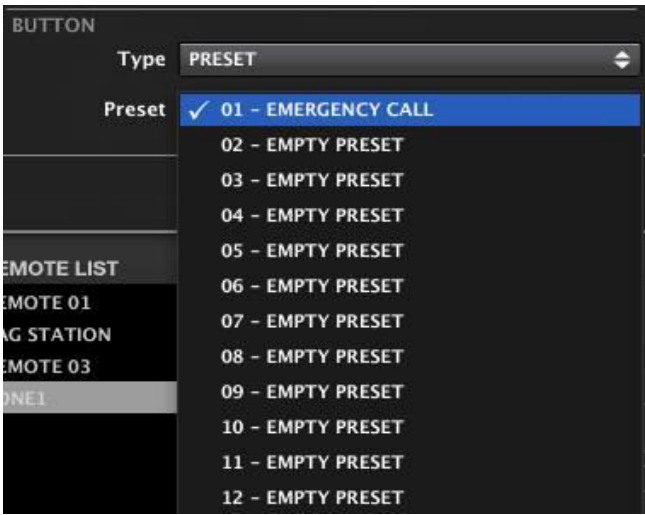 BUTTON
Type PRESET
Preset ✓ 01 – EMERGENCY CALL
02 – EMPTY PRESET
03 – EMPTY PRESET
04 – EMPTY PRESET
05 – EMPTY PRESET
06 – EMPTY PRESET
07 – EMPTY PRESET
08 – EMPTY PRESET
09 – EMPTY PRESET
10 – EMPTY PRESET
11 – EMPTY PRESET
12 – EMPTY PRESET
EMOTE LIST
EMOTE 01
AG STATION
EMOTE 03
ONE1